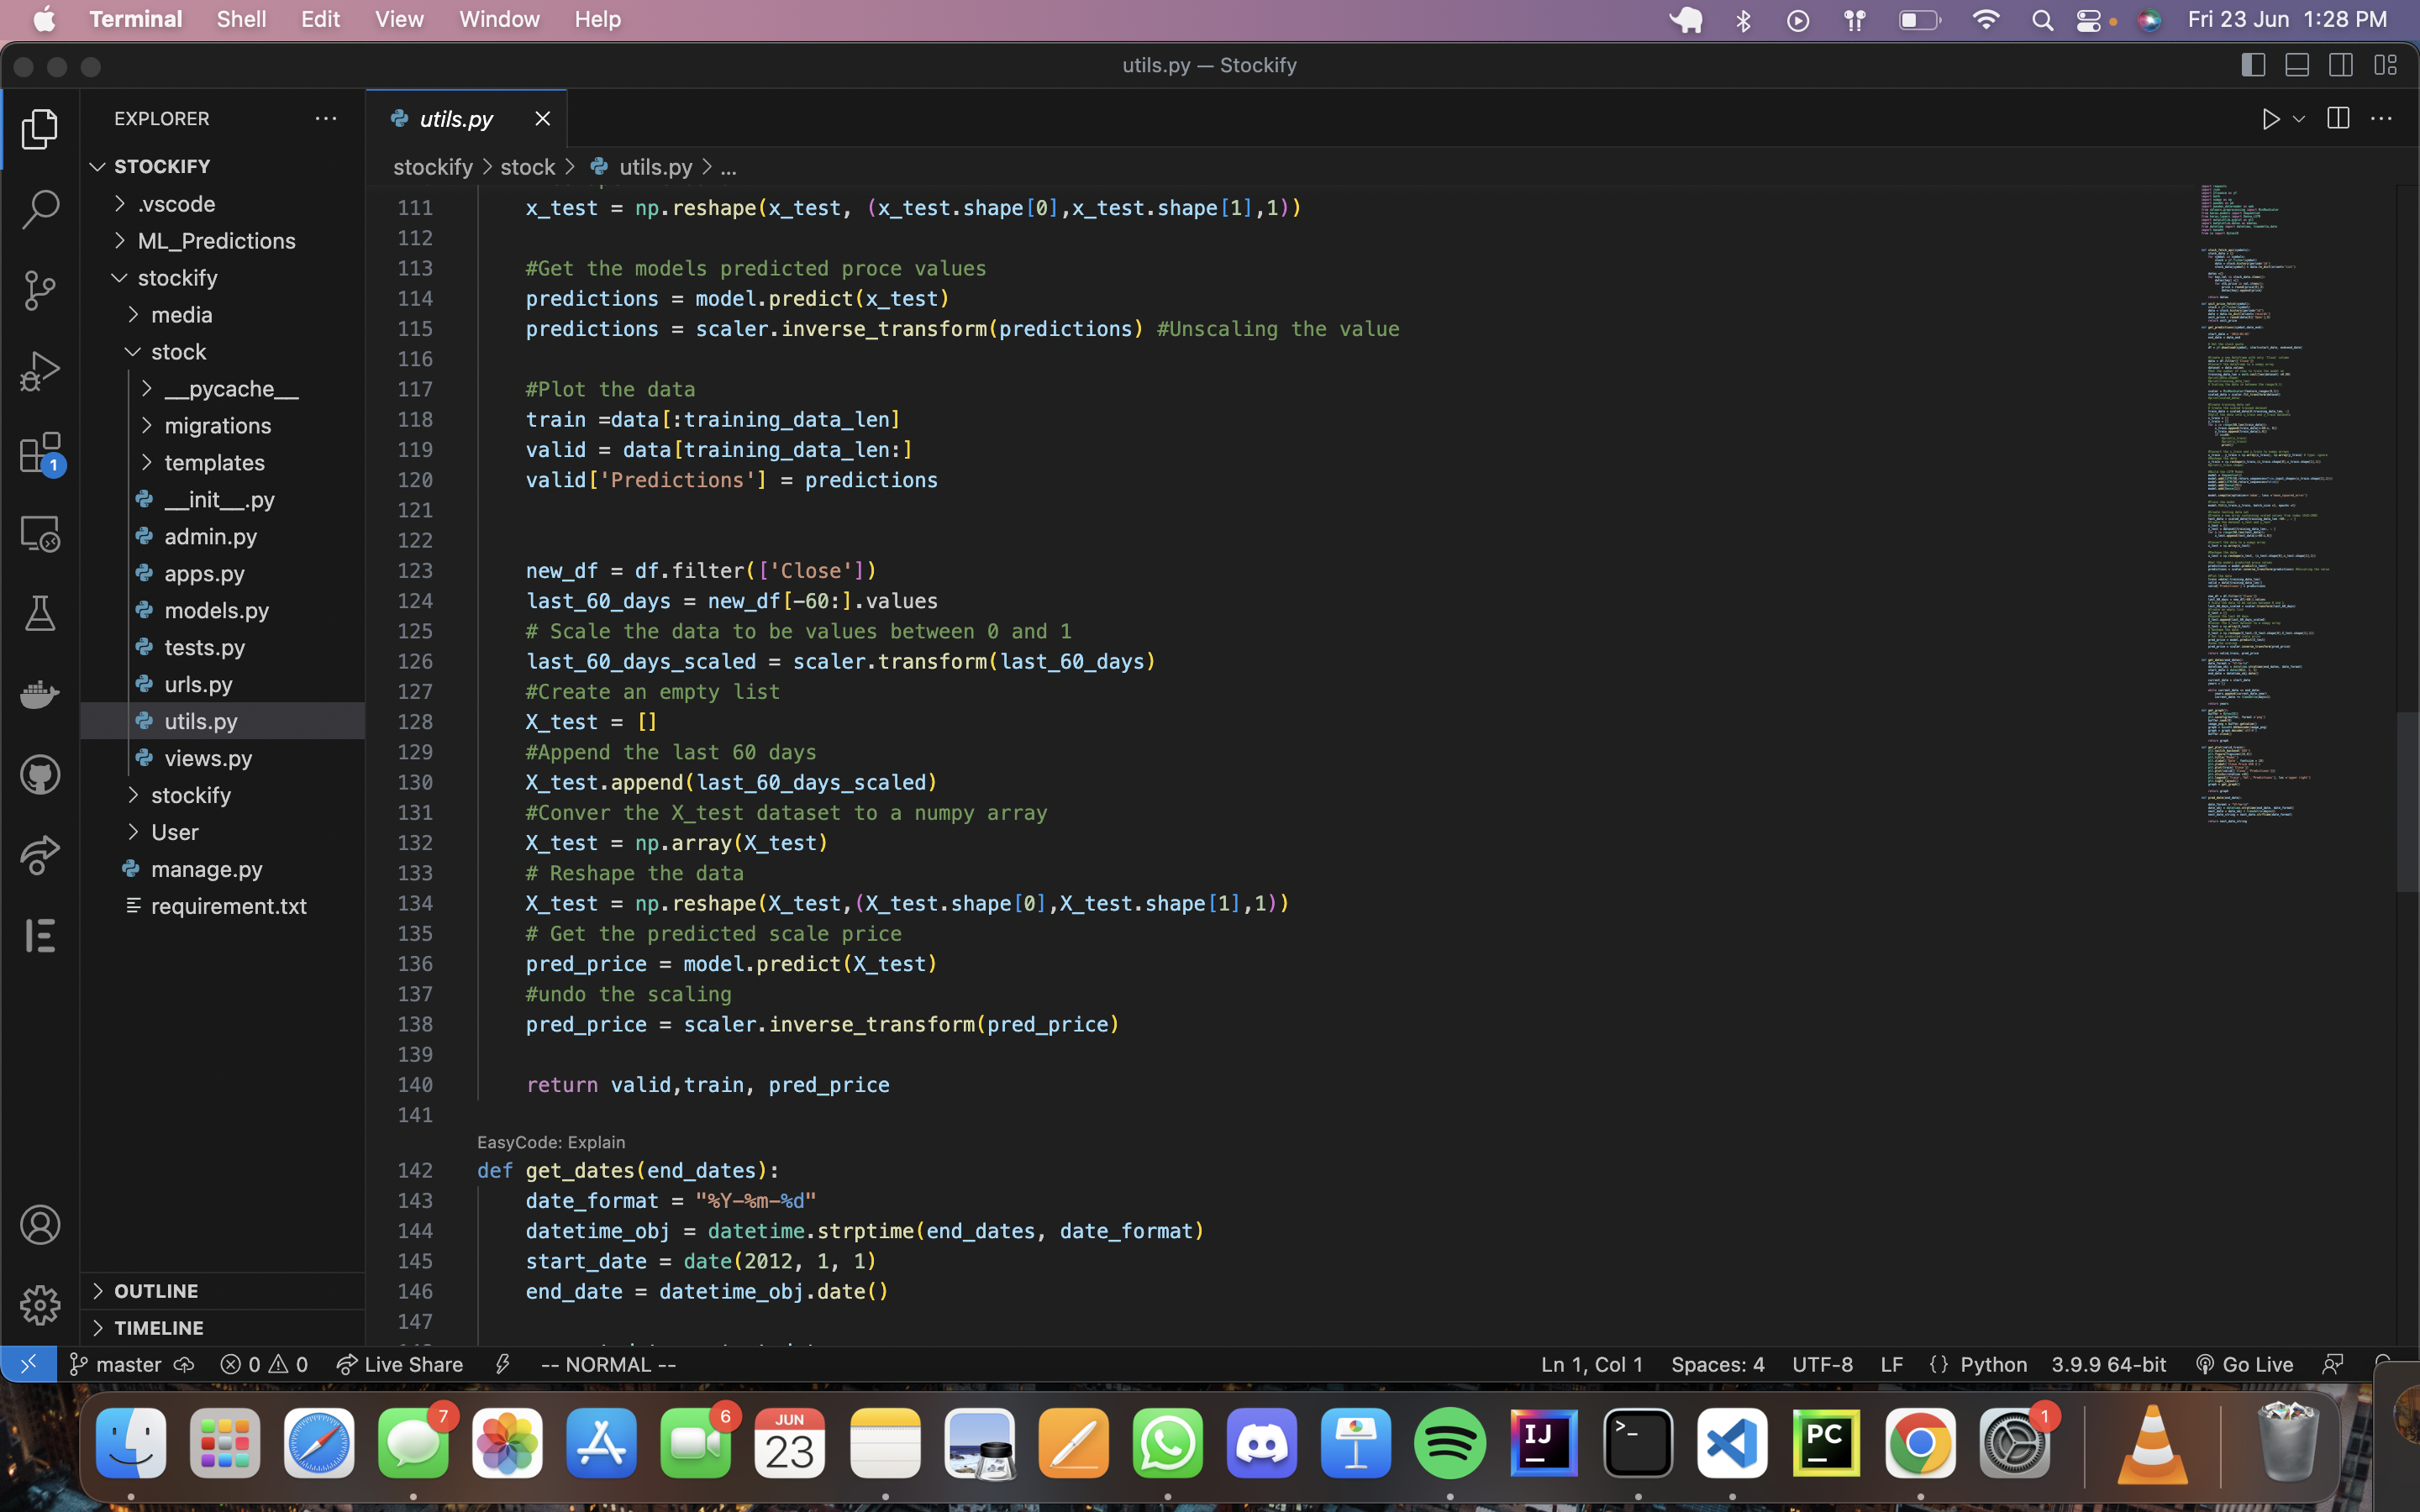 Terminal Shell Edit View Window Help Fri 23 Jun 1:28 PM
utils.py — Stockify
EXPLORER
STOCKIFY
.vscode
ML_Predictions
stockify
media
stock
__pycache__
migrations
templates
__init__.py
admin.py
apps.py
models.py
tests.py
urls.py
utils.py
views.py
stockify
User
manage.py
requirement.txt
OUTLINE
TIMELINE
1
utils.py
stockify > stock > utils.py > ...
111 x_test = np.reshape(x_test, (x_test.shape[0],x_test.shape[1],1))
112
113 #Get the models predicted proce values
114 predictions = model.predict(x_test)
115 predictions = scaler.inverse_transform(predictions) #Unscaling the value
116
117 #Plot the data
118 train =data[:training_data_len]
119 valid = data[training_data_len:]
120 valid['Predictions'] = predictions
121
122
123 new_df = df.filter(['Close'])
124 last_60_days = new_df[-60:].values
125 # Scale the data to be values between 0 and 1
126 last_60_days_scaled = scaler.transform(last_60_days)
127 #Create an empty list
128 X_test = []
129 #Append the last 60 days
130 X_test.append(last_60_days_scaled)
131 #Conver the X_test dataset to a numpy array
132 X_test = np.array(X_test)
133 # Reshape the data
134 X_test = np.reshape(X_test,(X_test.shape[0],X_test.shape[1],1))
135 # Get the predicted scale price
136 pred_price = model.predict(X_test)
137 #undo the scaling
138 pred_price = scaler.inverse_transform(pred_price)
139
140 return valid,train, pred_price
141
EasyCode: Explain
142 def get_dates(end_dates):
143 date_format = "%Y-%m-%d"
144 datetime_obj = datetime.strptime(end_dates, date_format)
145 start_date = date(2012, 1, 1)
146 end_date = datetime_obj.date()
147
master 0 0 Live Share -- NORMAL -- Ln 1, Col 1 Spaces: 4 UTF-8 LF {} Python 3.9.9 64-bit Go Live
7 6 JUN 23 IJ >_ PC 1